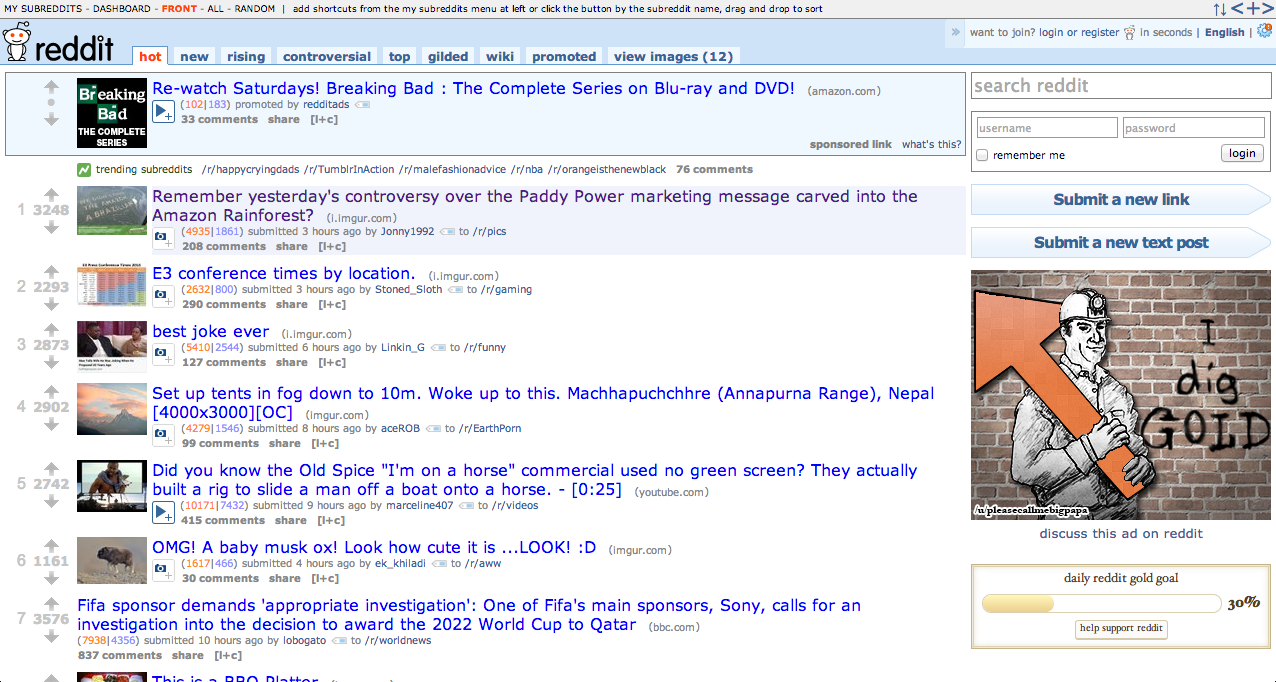 MY SUBREDDITS - DASHBOARD - FRONT - ALL - RANDOM | add shortcuts from the my subreddits menu at left or click the button by the subreddit name, drag and drop to sort
reddit
hot new rising controversial top gilded wiki promoted view images (12)
» want to join? login or register in seconds | English |
Breaking
Bad
THE COMPLETE
SERIES
Re-watch Saturdays! Breaking Bad : The Complete Series on Blu-ray and DVD! (amazon.com)
(102|183) promoted by redditads
33 comments share [l+c]
sponsored link what's this?
trending subreddits /r/happycryingdads /r/TumblrInAction /r/malefashionadvice /r/nba /r/orangeisthenewblack 76 comments
1 3248
Remember yesterday's controversy over the Paddy Power marketing message carved into the
Amazon Rainforest? (i.imgur.com)
(4935|1861) submitted 3 hours ago by Jonny1992 to /r/pics
208 comments share [l+c]
2 2293
E3 conference times by location. (i.imgur.com)
(2632|800) submitted 3 hours ago by Stoned_Sloth to /r/gaming
290 comments share [l+c]
3 2873
best joke ever (i.imgur.com)
(5410|2544) submitted 6 hours ago by Linkin_G to /r/funny
127 comments share [l+c]
4 2902
Set up tents in fog down to 10m. Woke up to this. Machhapuchchhre (Annapurna Range), Nepal
[4000x3000][OC] (imgur.com)
(4279|1546) submitted 8 hours ago by aceROB to /r/EarthPorn
99 comments share [l+c]
5 2742
Did you know the Old Spice "I'm on a horse" commercial used no green screen? They actually
built a rig to slide a man off a boat onto a horse. - [0:25] (youtube.com)
(10171|7432) submitted 9 hours ago by marceline407 to /r/videos
415 comments share [l+c]
6 1161
OMG! A baby musk ox! Look how cute it is ...LOOK! :D (imgur.com)
(1617|466) submitted 4 hours ago by ek_khiladi to /r/aww
30 comments share [l+c]
7 3576
Fifa sponsor demands 'appropriate investigation': One of Fifa's main sponsors, Sony, calls for an
investigation into the decision to award the 2022 World Cup to Qatar (bbc.com)
(7938|4356) submitted 10 hours ago by lobogato to /r/worldnews
837 comments share [l+c]
This is a BBQ Platter
search reddit
username password
remember me login
Submit a new link
Submit a new text post
I
dig
GOLD
/u/pleasecallmebigpapa
discuss this ad on reddit
daily reddit gold goal
30%
help support reddit